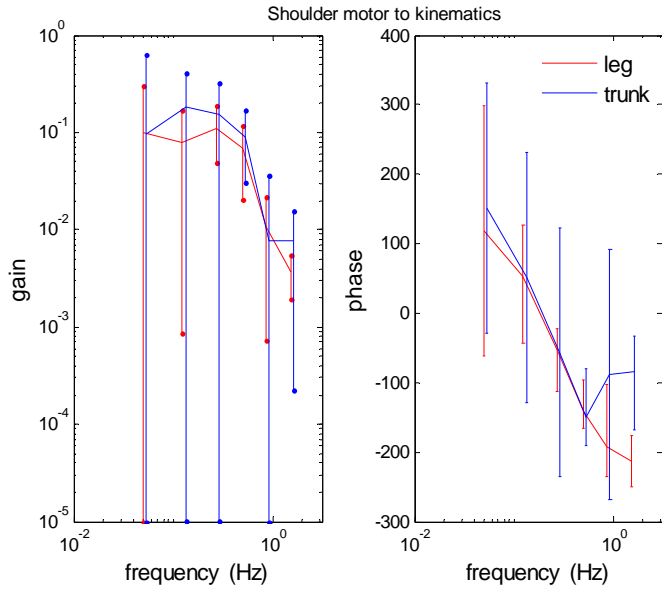 Shoulder motor to kinematics
10^0
10^-1
10^-2
10^-3
10^-4
10^-5
gain
10^-2
10^0
frequency (Hz)
400
300
200
100
0
-100
-200
-300
phase
10^-2
10^0
frequency (Hz)
leg
trunk